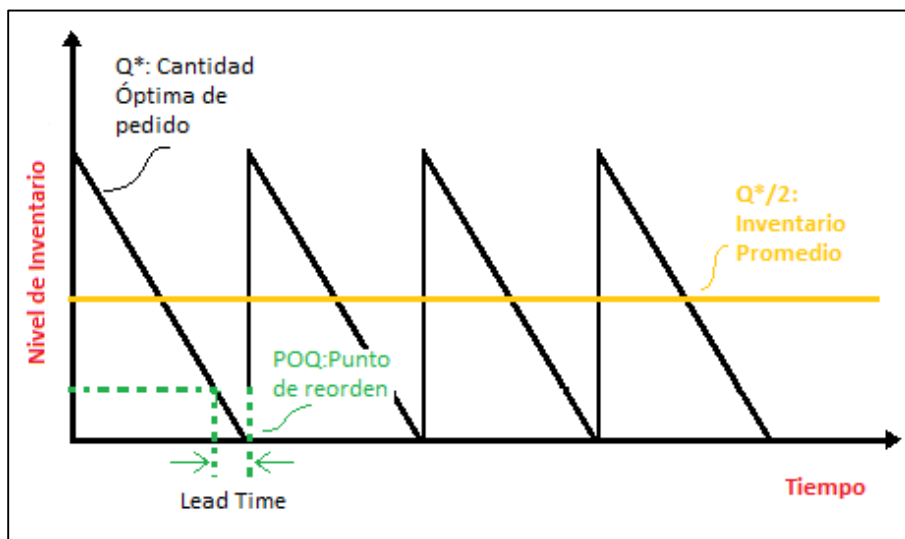 Q*: Cantidad
Óptima de
pedido
Nivel de Inventario
Q*/2:
Inventario
Promedio
POQ:Punto
de reorden
Lead Time
Tiempo